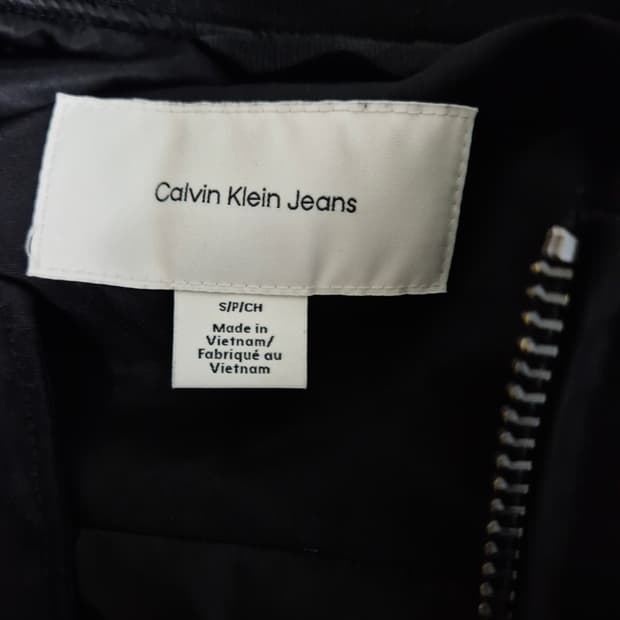 Calvin Klein Jeans
S/P/CH
Made in
Vietnam/
Fabriqué au
Vietnam